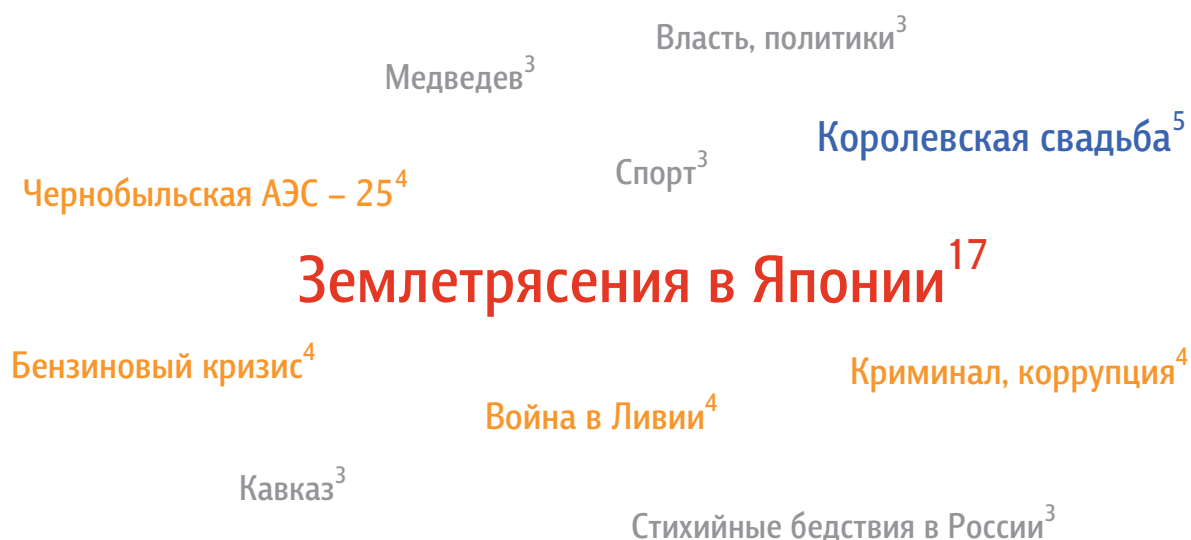 Власть, политики³
Медведев³
Королевская свадьба⁵
Спорт³
Чернобыльская АЭС – 25⁴
Землетрясения в Японии¹⁷
Бензиновый кризис⁴
Криминал, коррупция⁴
Война в Ливии⁴
Кавказ³
Стихийные бедствия в России³